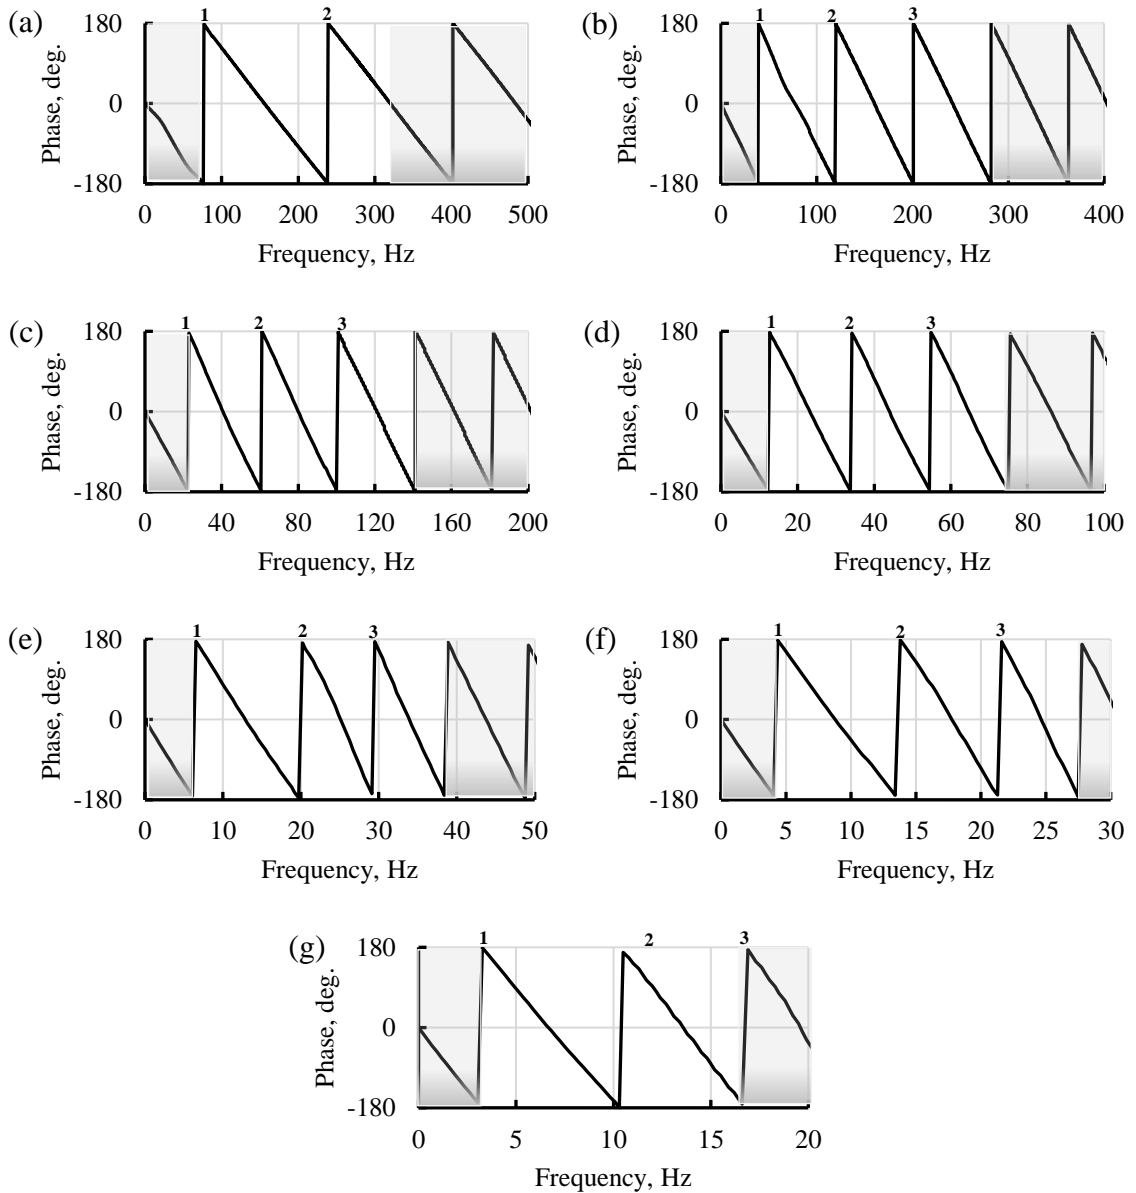 (a)
Phase, deg.
180
0
-180
1 2
0 100 200 300 400 500
Frequency, Hz
(b)
Phase, deg.
180
0
-180
1 2 3
0 100 200 300 400
Frequency, Hz
(c)
Phase, deg.
180
0
-180
1 2 3
0 40 80 120 160 200
Frequency, Hz
(d)
Phase, deg.
180
0
-180
1 2 3
0 20 40 60 80 100
Frequency, Hz
(e)
Phase, deg.
180
0
-180
1 2 3
0 10 20 30 40 50
Frequency, Hz
(f)
Phase, deg.
180
0
-180
1 2 3
0 5 10 15 20 25 30
Frequency, Hz
(g)
Phase, deg.
180
0
-180
1 2 3
0 5 10 15 20
Frequency, Hz